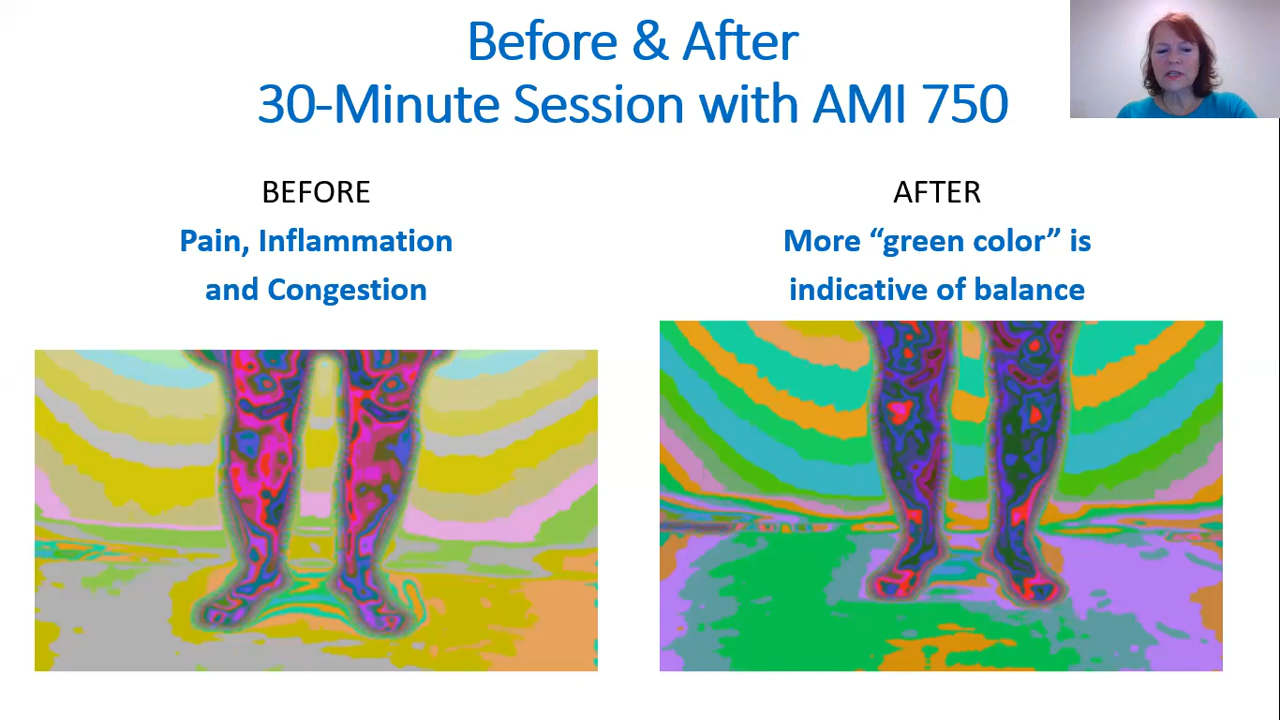 Before & After
30-Minute Session with AMI 750
BEFORE
Pain, Inflammation
and Congestion
AFTER
More “green color” is
indicative of balance